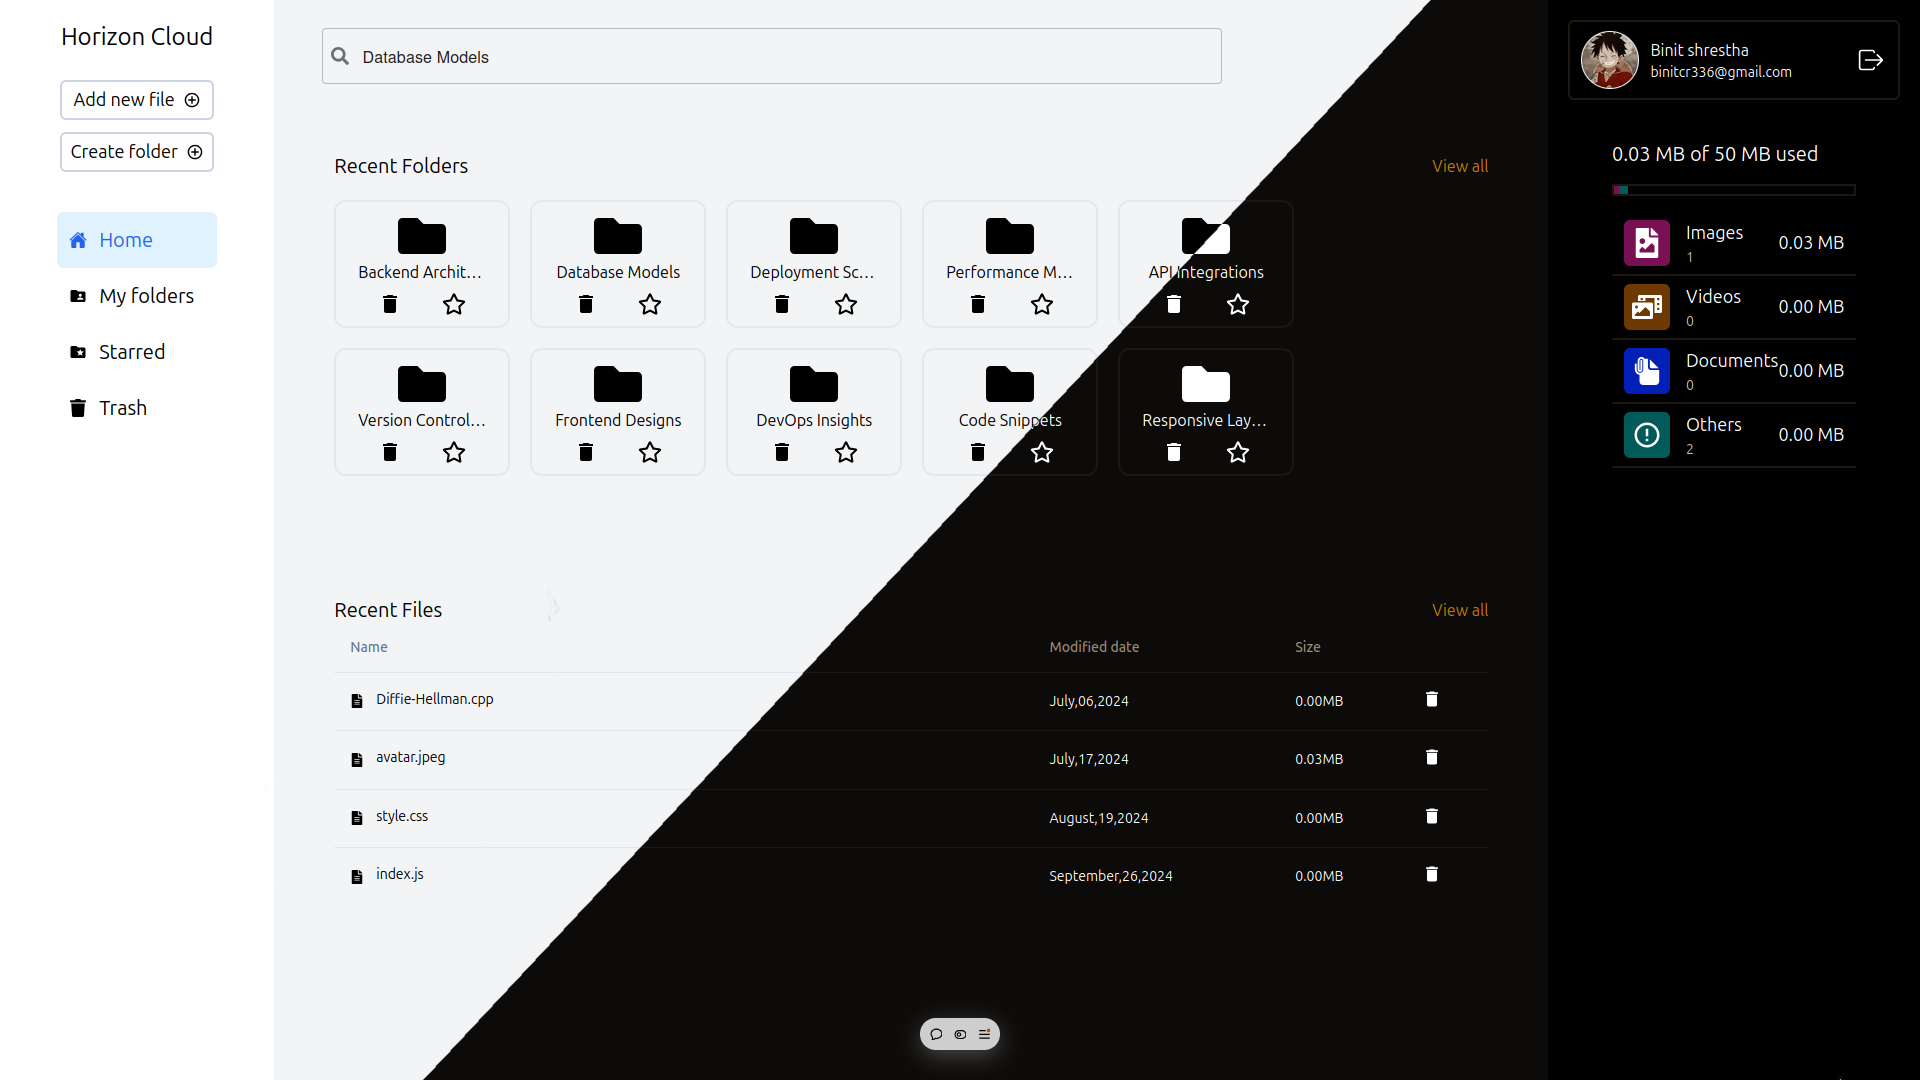 Horizon Cloud
Add new file
Create folder
Home
My folders
Starred
Trash
Database Models
Recent Folders
View all
Backend Archit...
Database Models
Deployment Sc...
Performance M...
API Integrations
Version Control...
Frontend Designs
DevOps Insights
Code Snippets
Responsive Lay...
Recent Files
View all
Name Modified date Size
Diffie-Hellman.cpp July,06,2024 0.00MB
avatar.jpeg July,17,2024 0.03MB
style.css August,19,2024 0.00MB
index.js September,26,2024 0.00MB
Binit shrestha
binitcr336@gmail.com
0.03 MB of 50 MB used
Images 0.03 MB
1
Videos 0.00 MB
0
Documents 0.00 MB
0
Others 0.00 MB
2